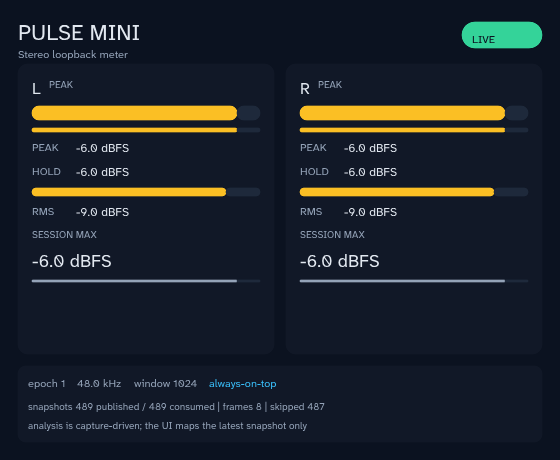 PULSE MINI
LIVE
Stereo loopback meter
L PEAK
PEAK -6.0 dBFS
HOLD -6.0 dBFS
RMS -9.0 dBFS
SESSION MAX
-6.0 dBFS
R PEAK
PEAK -6.0 dBFS
HOLD -6.0 dBFS
RMS -9.0 dBFS
SESSION MAX
-6.0 dBFS
epoch 1 48.0 kHz window 1024 always-on-top
snapshots 489 published / 489 consumed | frames 8 | skipped 487
analysis is capture-driven; the UI maps the latest snapshot only